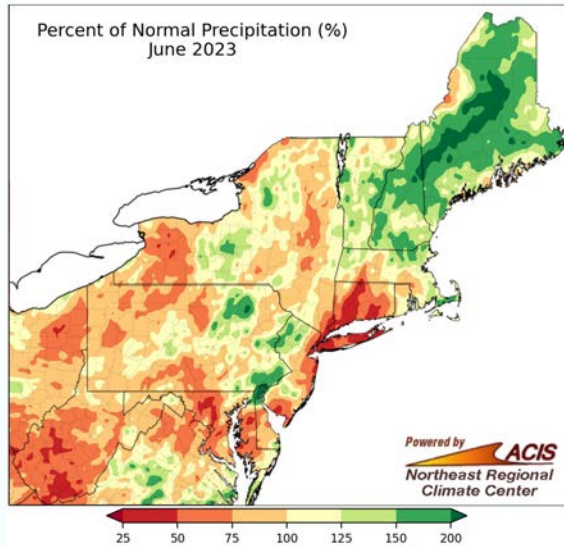 Percent of Normal Precipitation (%)
June 2023
Powered by
ACIS
Northeast Regional
Climate Center
25 50 75 100 125 150 200